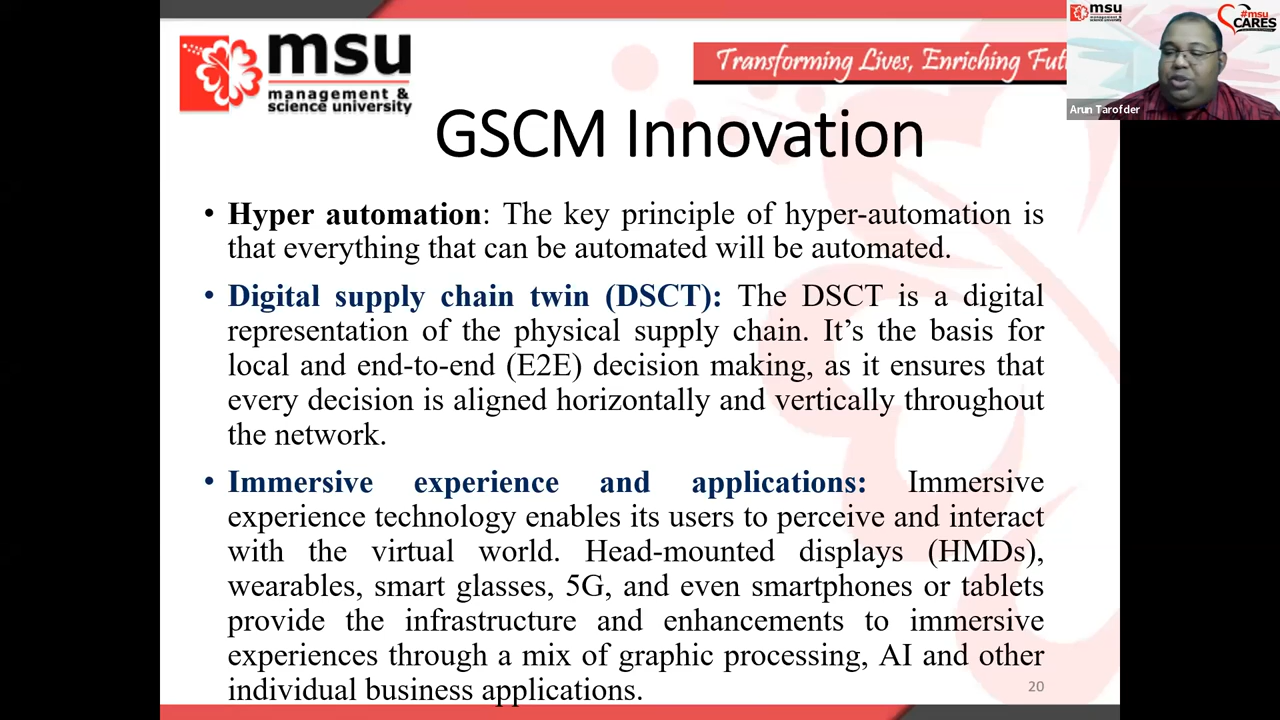 msu
management &
science university
Transforming Lives, Enriching
msu
management &
science university
#msu
CARES
Arun Tarofder
GSCM Innovation
• Hyper automation: The key principle of hyper-automation is
that everything that can be automated will be automated.
• Digital supply chain twin (DSCT): The DSCT is a digital
representation of the physical supply chain. It’s the basis for
local and end-to-end (E2E) decision making, as it ensures that
every decision is aligned horizontally and vertically throughout
the network.
• Immersive experience and applications: Immersive
experience technology enables its users to perceive and interact
with the virtual world. Head-mounted displays (HMDs),
wearables, smart glasses, 5G, and even smartphones or tablets
provide the infrastructure and enhancements to immersive
experiences through a mix of graphic processing, AI and other
individual business applications.
20